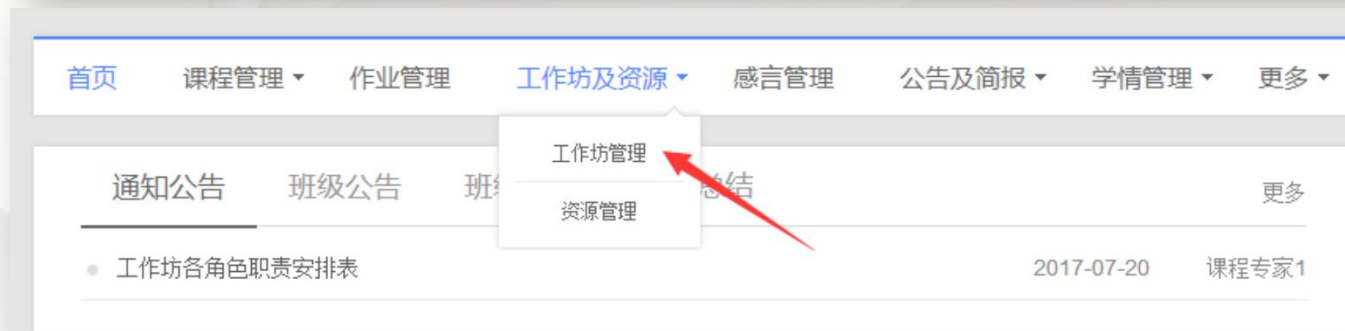 首页 课程管理 作业管理 工作坊及资源 感言管理 公告及简报 学情管理 更多
工作坊管理
资源管理
通知公告 班级公告 班 总结 更多
工作坊各角色职责安排表 2017-07-20 课程专家1